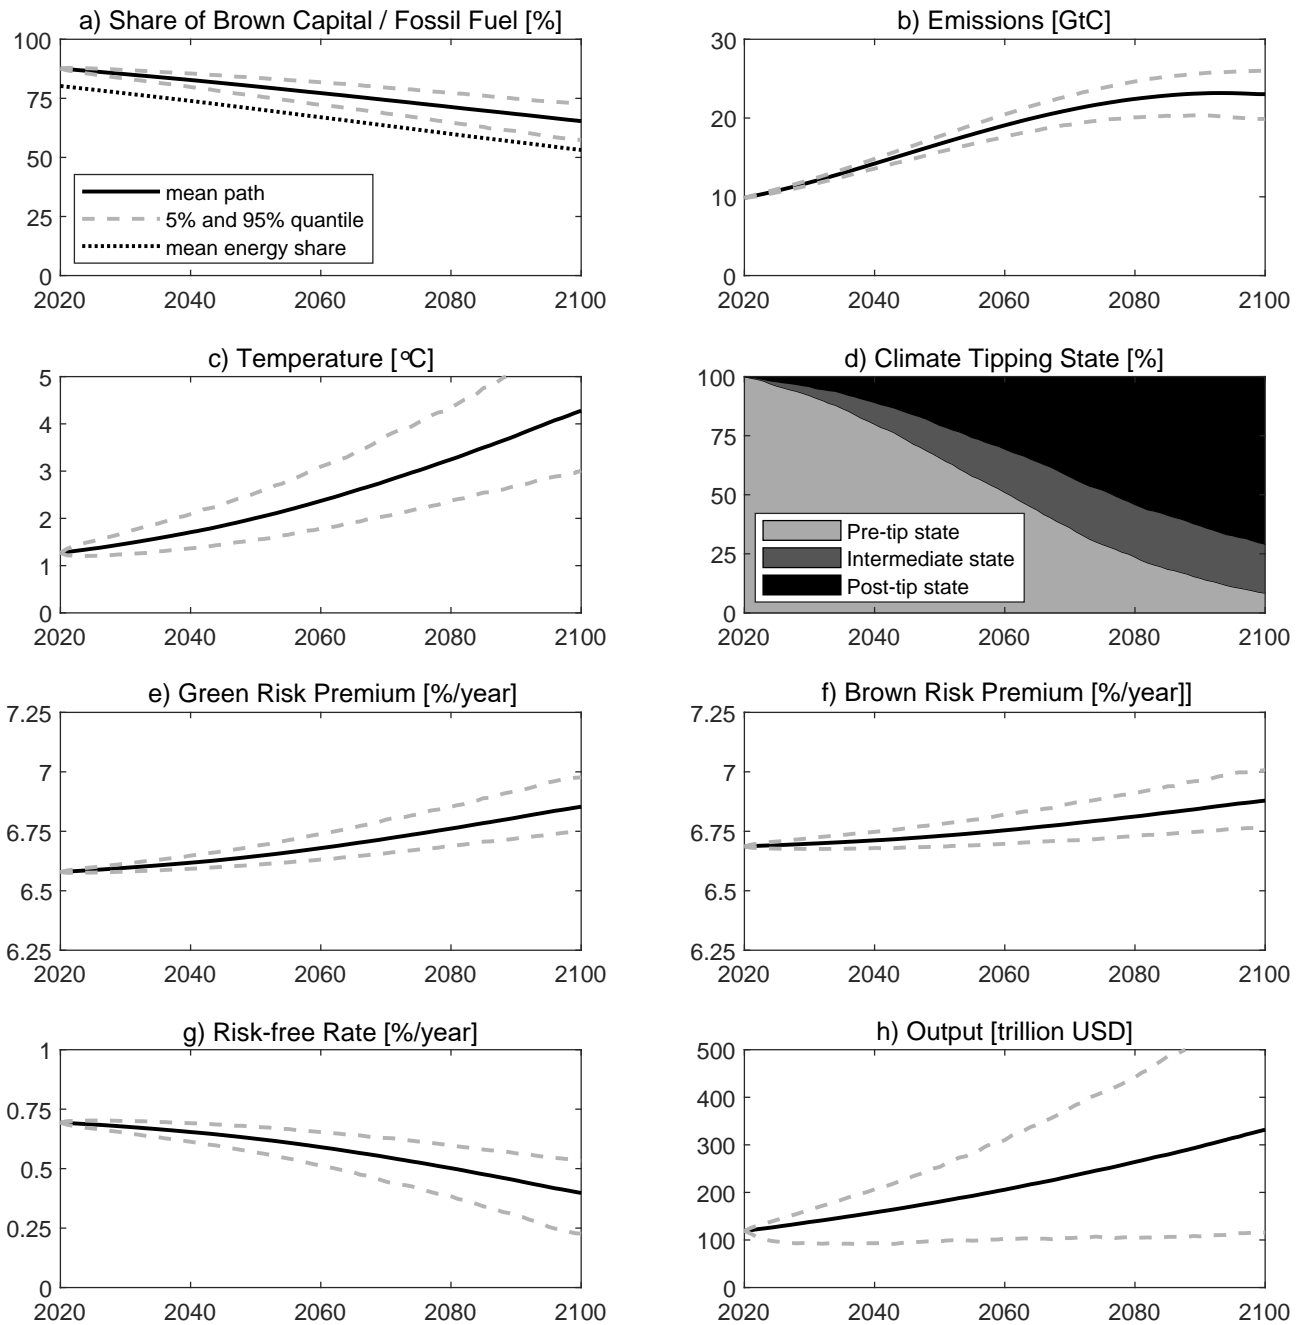 a) Share of Brown Capital / Fossil Fuel [%]
100
75
50
25
0
mean path
5% and 95% quantile
mean energy share
2020 2040 2060 2080 2100
b) Emissions [GtC]
30
20
10
0
2020 2040 2060 2080 2100
c) Temperature [°C]
5
4
3
2
1
0
2020 2040 2060 2080 2100
d) Climate Tipping State [%]
100
75
50
25
0
Pre-tip state
Intermediate state
Post-tip state
2020 2040 2060 2080 2100
e) Green Risk Premium [%/year]
7.25
7
6.75
6.5
6.25
2020 2040 2060 2080 2100
f) Brown Risk Premium [%/year]]
7.25
7
6.75
6.5
6.25
2020 2040 2060 2080 2100
g) Risk-free Rate [%/year]
1
0.75
0.5
0.25
0
2020 2040 2060 2080 2100
h) Output [trillion USD]
500
400
300
200
100
0
2020 2040 2060 2080 2100